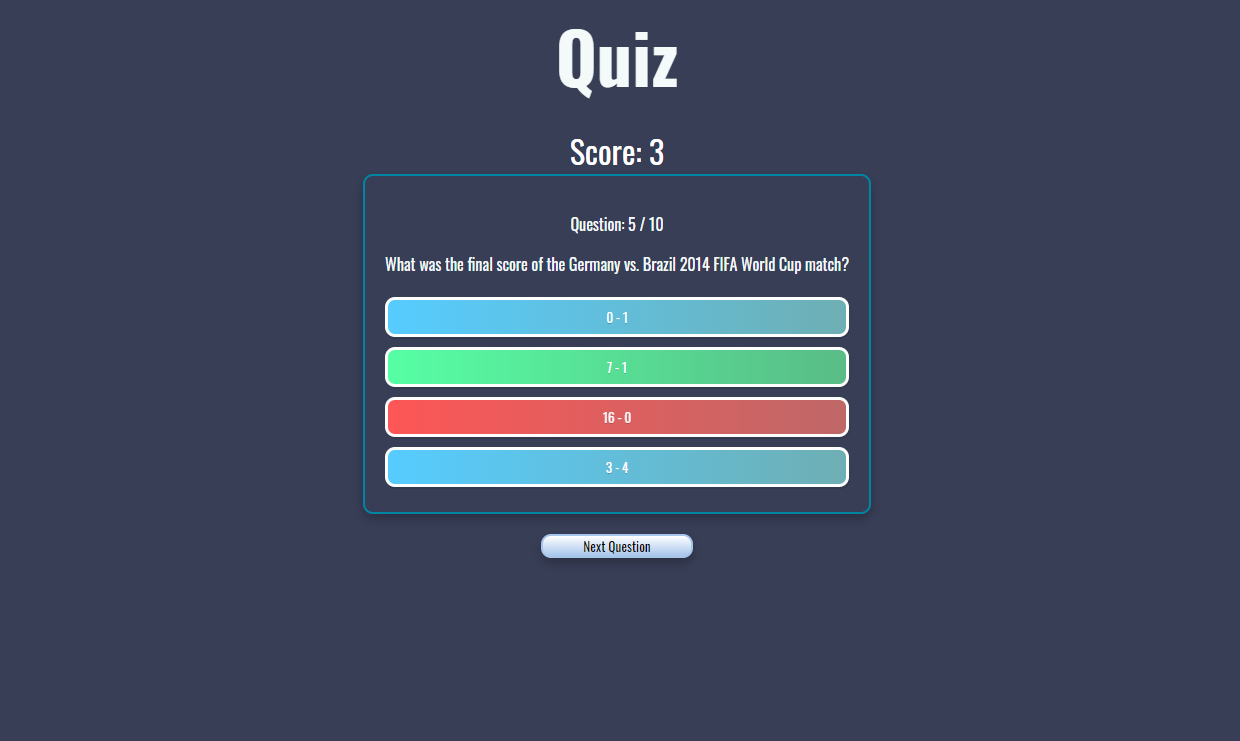 Quiz
Score: 3
Question: 5 / 10
What was the final score of the Germany vs. Brazil 2014 FIFA World Cup match?
0 - 1
7 - 1
16 - 0
3 - 4
Next Question